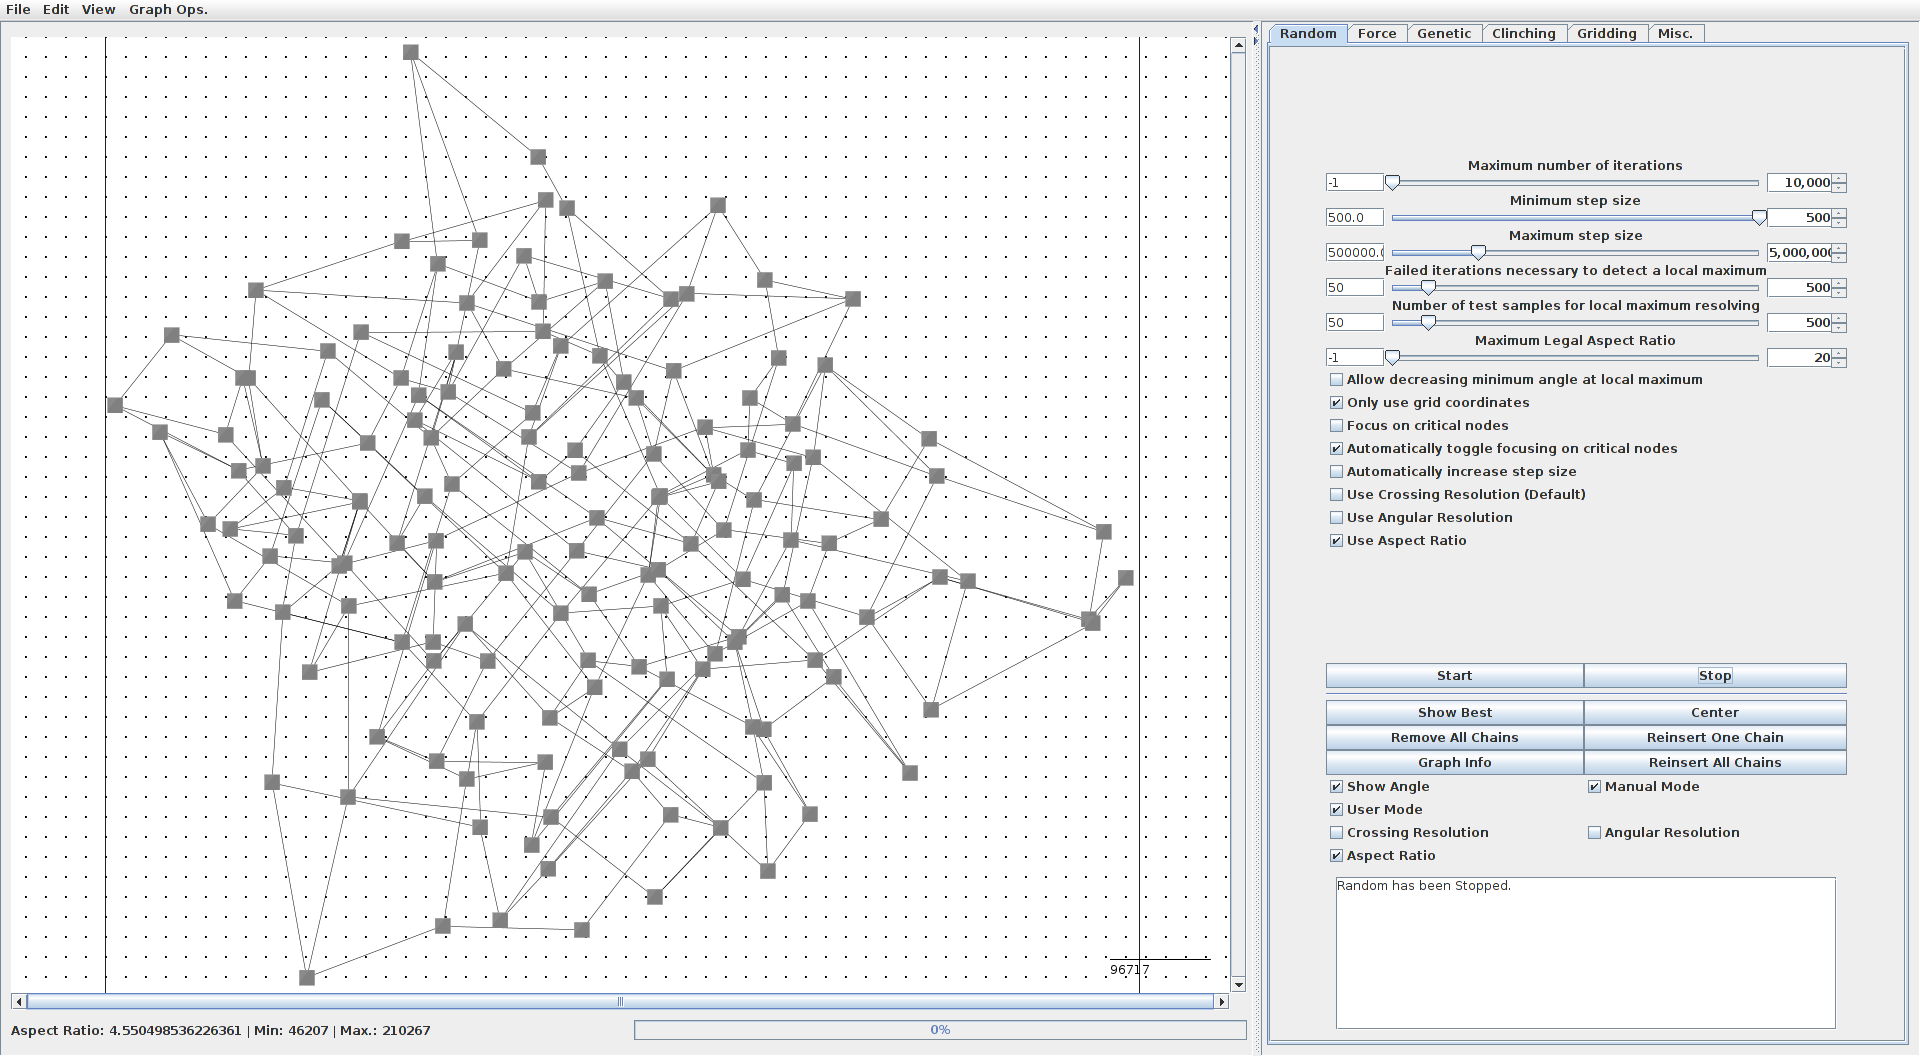 File Edit View Graph Ops.
Random Force Genetic Clinching Gridding Misc.
Maximum number of iterations
-1 10,000
Minimum step size
500.0 500
Maximum step size
500000.0 5,000,000
Failed iterations necessary to detect a local maximum
50 500
Number of test samples for local maximum resolving
50 500
Maximum Legal Aspect Ratio
-1 20
Allow decreasing minimum angle at local maximum
Only use grid coordinates
Focus on critical nodes
Automatically toggle focusing on critical nodes
Automatically increase step size
Use Crossing Resolution (Default)
Use Angular Resolution
Use Aspect Ratio
Start Stop
Show Best Center
Remove All Chains Reinsert One Chain
Graph Info Reinsert All Chains
Show Angle Manual Mode
User Mode
Crossing Resolution Angular Resolution
Aspect Ratio
Random has been Stopped.
96717
Aspect Ratio: 4.550498536226361 | Min: 46207 | Max.: 210267
0%